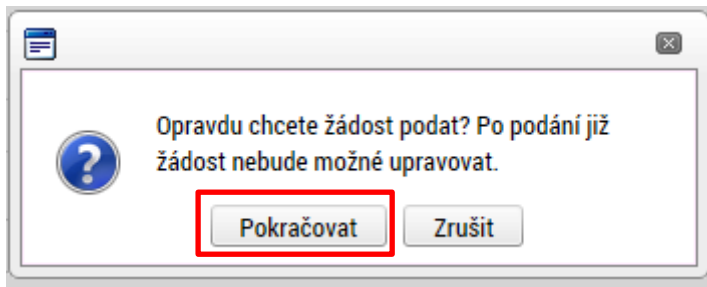 Opravdu chcete žádost podat? Po podání již
žádost nebude možné upravovat.
Pokračovat
Zrušit